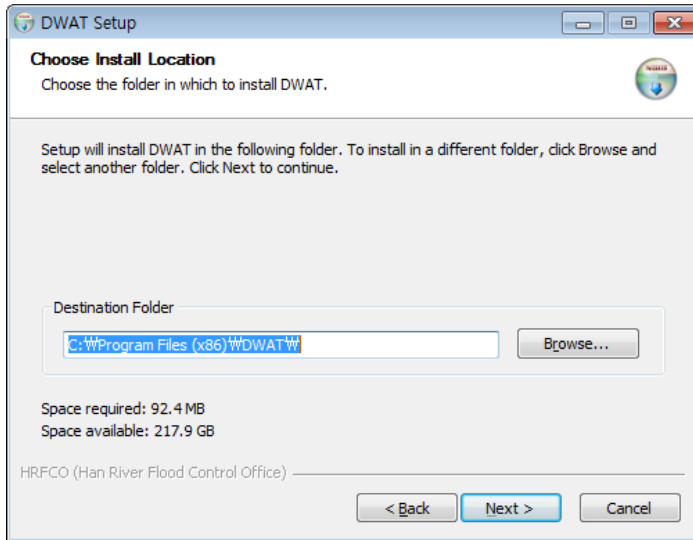 DWAT Setup
Choose Install Location
Choose the folder in which to install DWAT.
Setup will install DWAT in the following folder. To install in a different folder, click Browse and
select another folder. Click Next to continue.
Destination Folder
C:₩Program Files (x86)₩DWAT₩
Browse...
Space required: 92.4 MB
Space available: 217.9 GB
HRFCO (Han River Flood Control Office)
< Back
Next >
Cancel